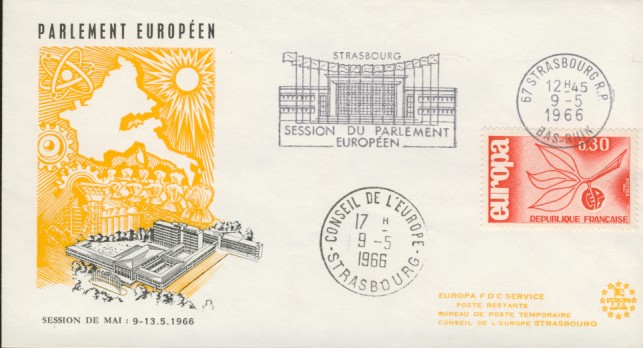 PARLEMENT EUROPÉEN
STRASBOURG
SESSION DU PARLEMENT
EUROPÉEN
67 STRASBOURG R.P.
12H45
9-5
1966
BAS-RHIN
europa
0,30
REPUBLIQUE FRANÇAISE
CONSEIL DE L'EUROPE
17 H
9-5
1966
STRASBOURG
SESSION DE MAI : 9-13.5.1966
EUROPA F D C SERVICE
POSTE RESTANTE
BUREAU DE POSTE TEMPORAIRE
CONSEIL DE L'EUROPE STRASBOURG
EUROPA